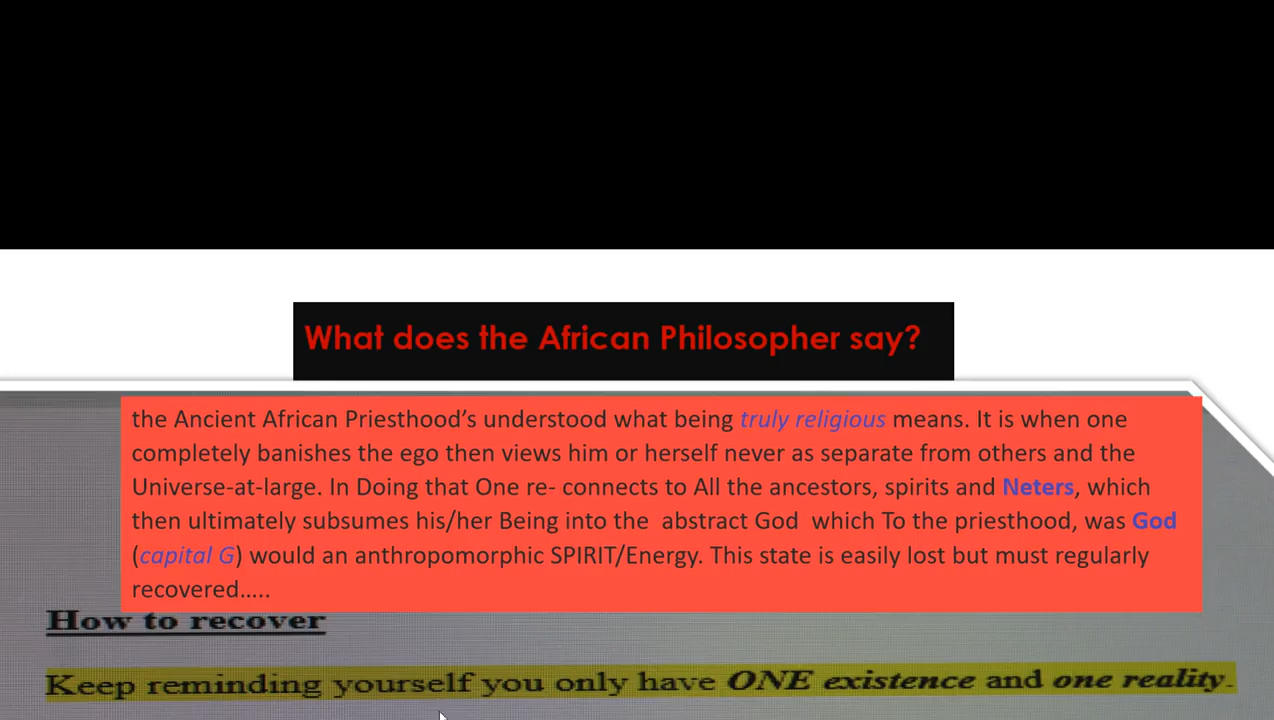 What does the African Philosopher say?
the Ancient African Priesthood’s understood what being truly religious means. It is when one
completely banishes the ego then views him or herself never as separate from others and the
Universe-at-large. In Doing that One re- connects to All the ancestors, spirits and Neters, which
then ultimately subsumes his/her Being into the abstract God which To the priesthood, was God
(capital G) would an anthropomorphic SPIRIT/Energy. This state is easily lost but must regularly
recovered…..
How to recover
Keep reminding yourself you only have ONE existence and one reality.